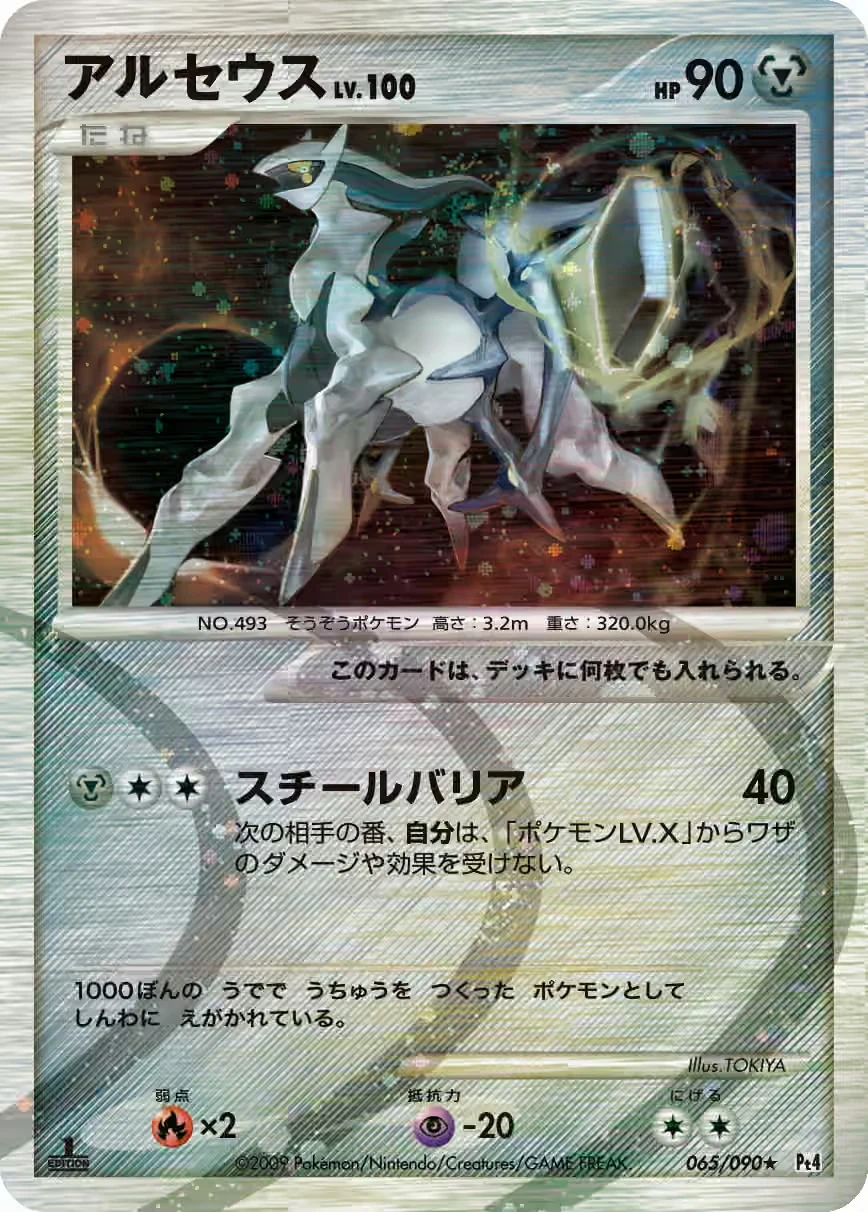 アルセウス LV.100 HP 90
たね
NO.493 そうぞうポケモン 高さ：3.2m 重さ：320.0kg
このカードは、デッキに何枚でも入れられる。
スチールバリア 40
次の相手の番、自分は、「ポケモンLV.X」からワザ
のダメージや効果を受けない。
1000ぼんの うでで うちゅうを つくった ポケモンとして
しんわに えがかれている。
Illus.TOKIYA
弱点 抵抗力 にげる
×2 -20
1 EDITION ©2009 Pokémon/Nintendo/Creatures/GAME FREAK. 065/090★ Pt4